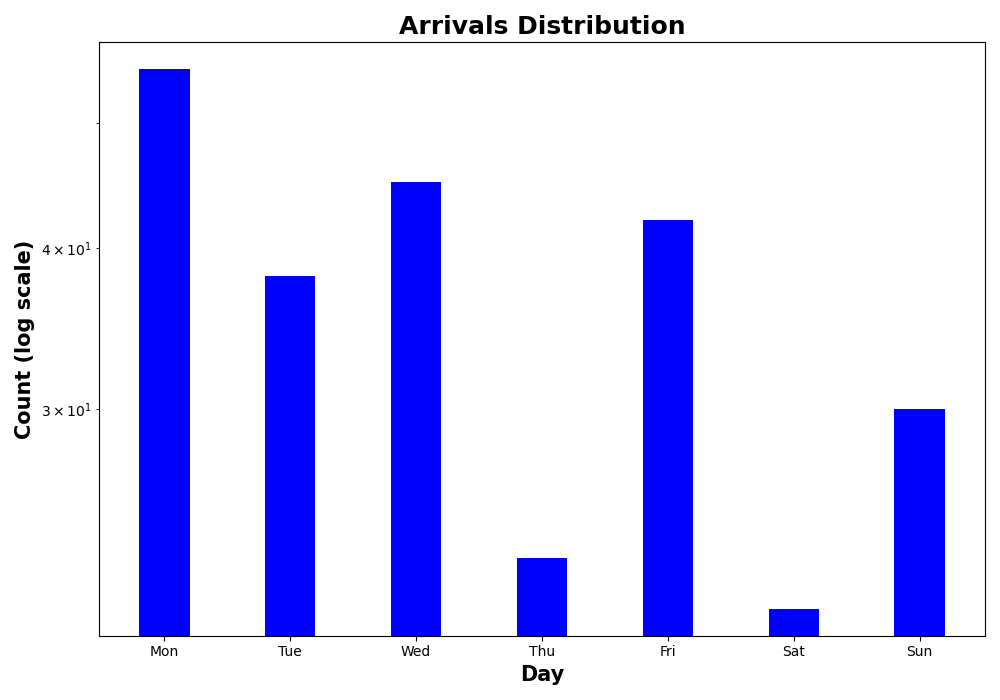 Arrivals Distribution
Count (log scale)
4 × 10¹
3 × 10¹
Mon Tue Wed Thu Fri Sat Sun
Day